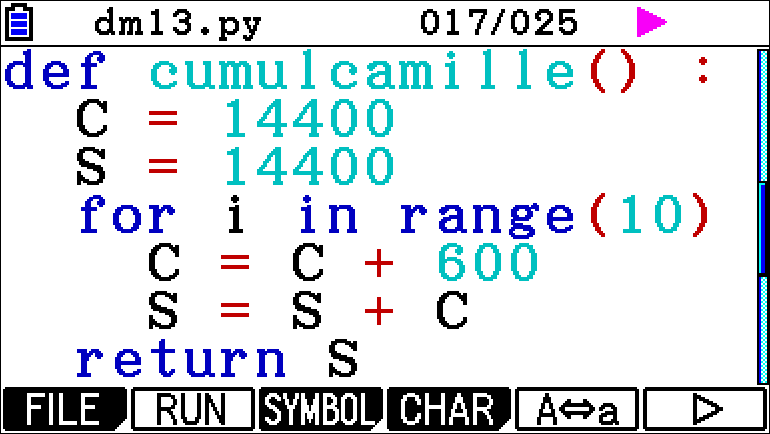 dm13.py 017/025
def cumulcamille() :
C = 14400
S = 14400
for i in range(10)
C = C + 600
S = S + C
return S
FILE RUN SYMBOL CHAR A⇔a ▷